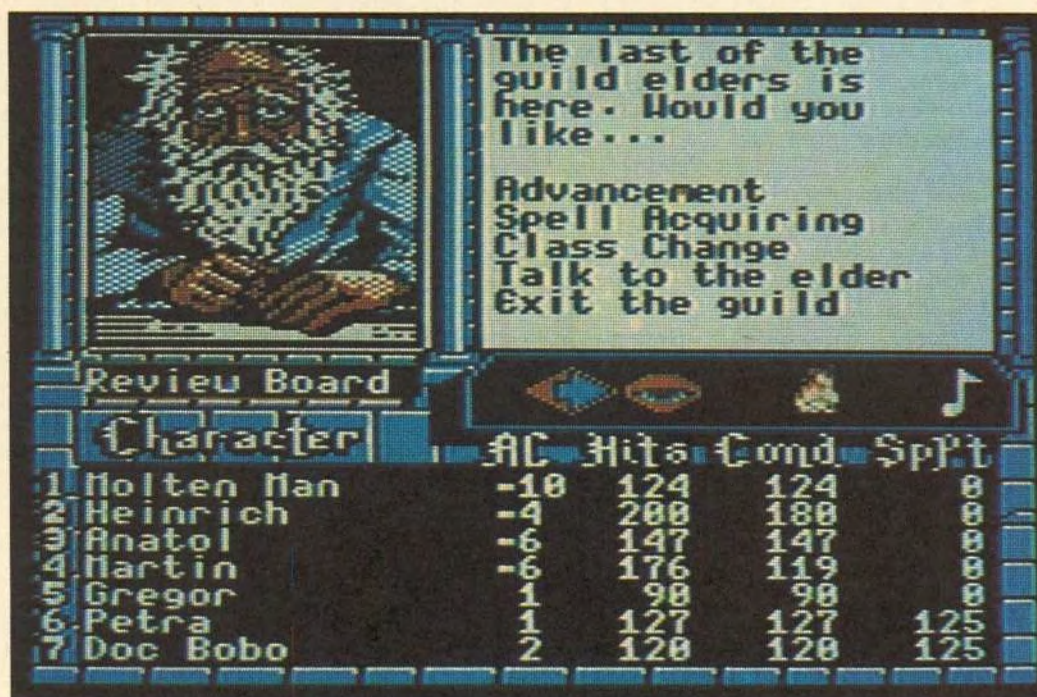 The last of the
guild elders is
here. Would you
like...
Advancement
Spell Acquiring
Class Change
Talk to the elder
Exit the guild
Review Board
Character AC Hits Cond SpPt
1 Molten Man -10 124 124 0
2 Heinrich -4 200 180 0
3 Anatol -6 147 147 0
4 Martin -6 176 119 0
5 Gregor 1 90 90 0
6 Petra 1 127 127 125
7 Doc Bobo 2 120 120 125